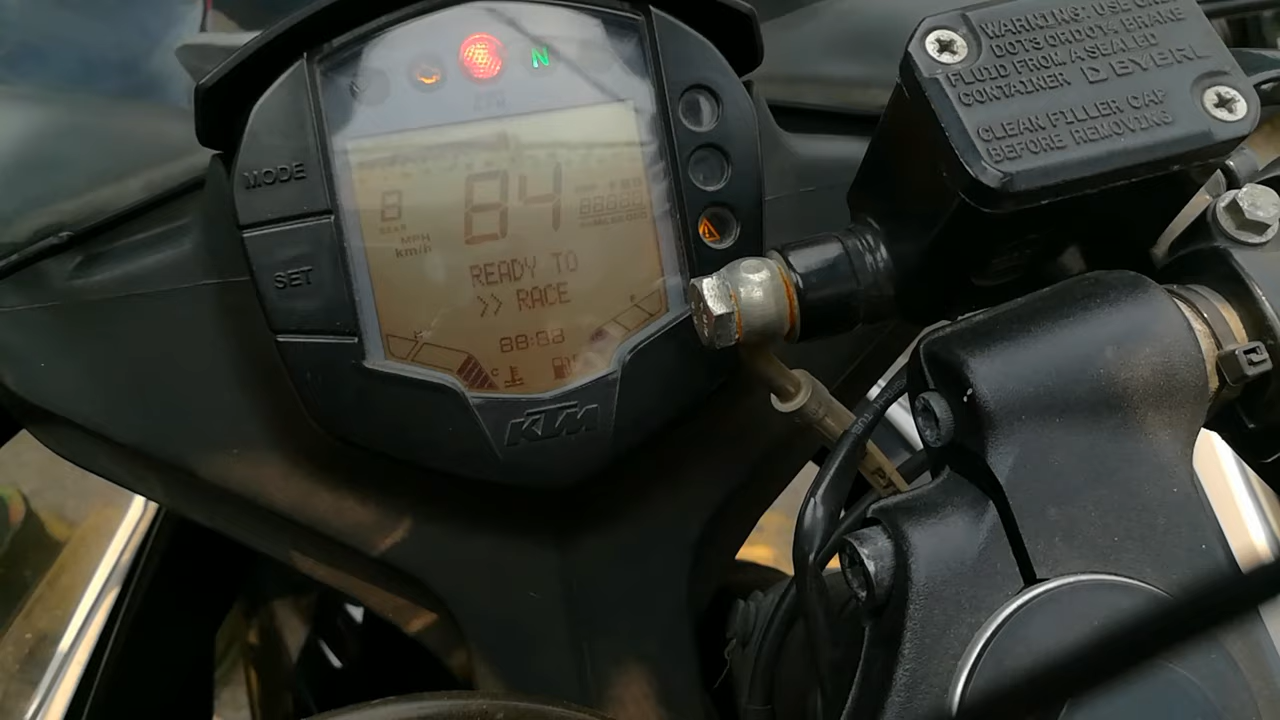 N
MODE
SET
8
84
MPH
km/h
READY TO
>> RACE
88:88
C
KTM
WARNING: USE ONLY
DOT3 OR DOT4 BRAKE
FLUID FROM A SEALED
CONTAINER BYBRE
CLEAN FILLER CAP
BEFORE REMOVING